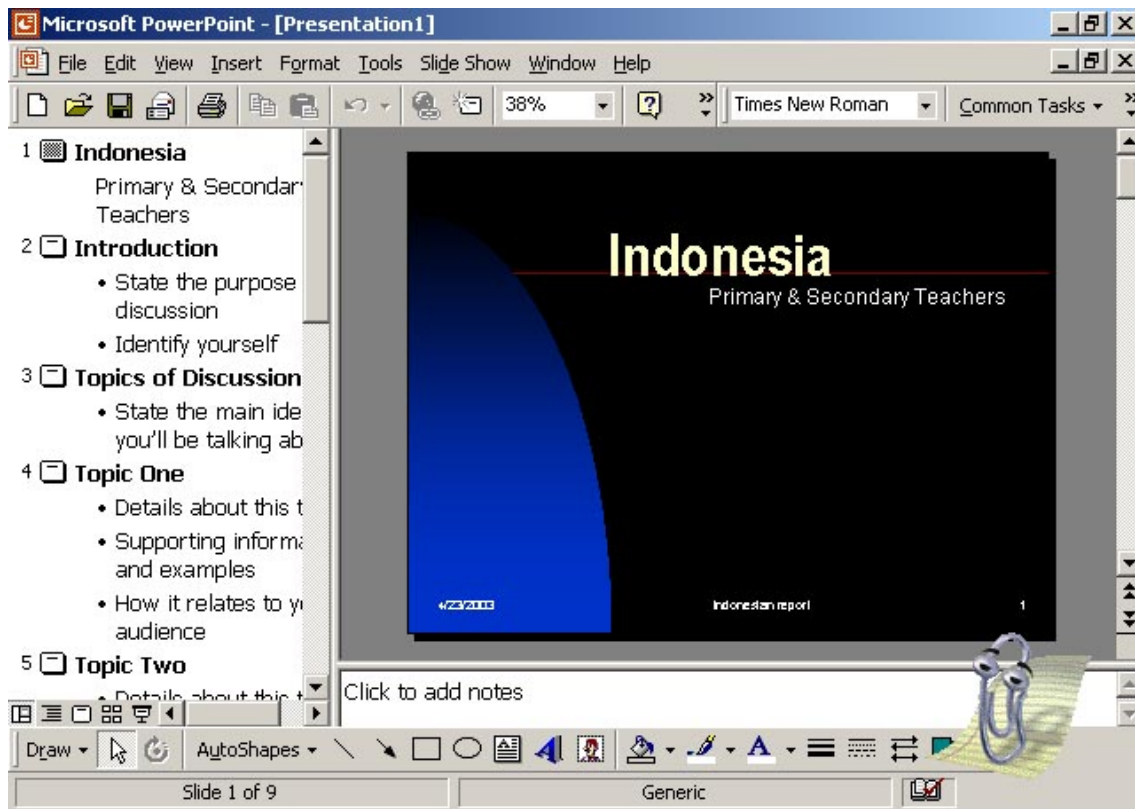 Microsoft PowerPoint - [Presentation1]
File Edit View Insert Format Tools Slide Show Window Help
38% Times New Roman Common Tasks
1 Indonesia
Primary & Secondar
Teachers
2 Introduction
• State the purpose
discussion
• Identify yourself
3 Topics of Discussion
• State the main ide
you'll be talking ab
4 Topic One
• Details about this t
• Supporting informa
and examples
• How it relates to yo
audience
5 Topic Two
• Details about this t
Indonesia
Primary & Secondary Teachers
4/23/2003 Indonesian report 1
Click to add notes
Draw AutoShapes
Slide 1 of 9 Generic